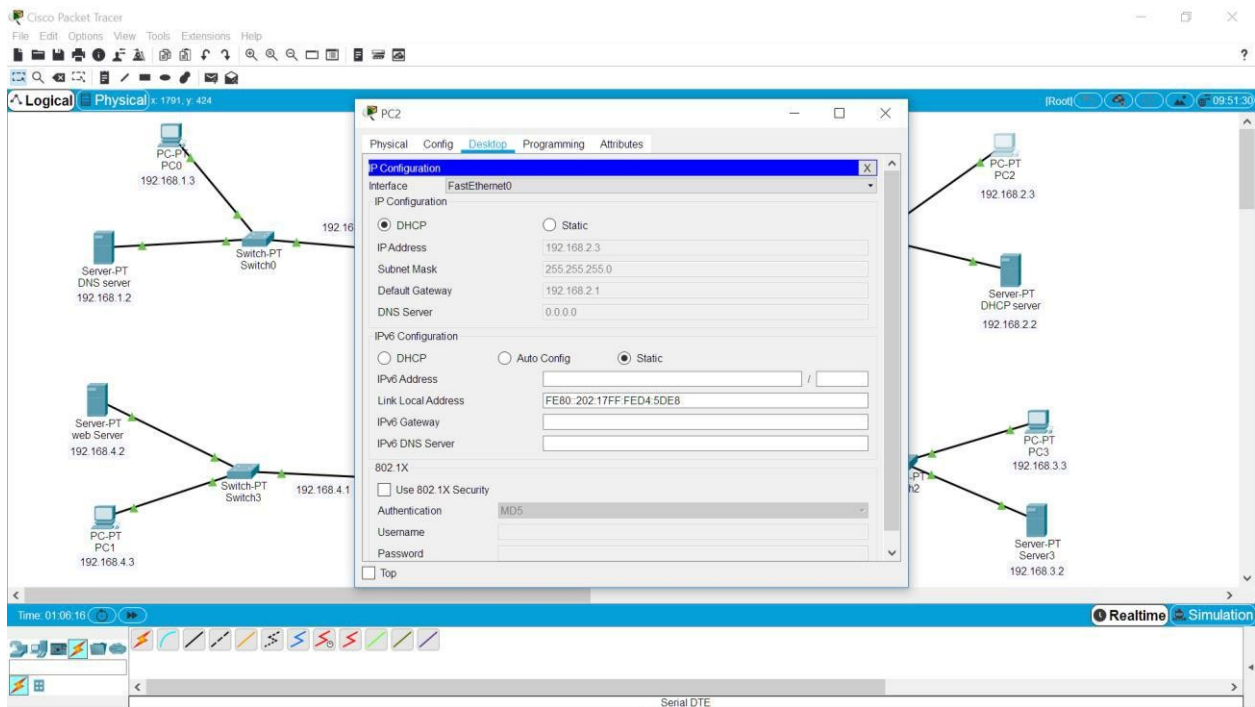 Cisco Packet Tracer
File Edit Options View Tools Extensions Help
?
Logical Physical x: 1791, y: 424
[Root] 09:51:30
PC-PT
PC0
192.168.1.3
Server-PT
DNS server
192.168.1.2
Switch-PT
Switch0
192.16
Server-PT
web Server
192.168.4.2
Switch-PT
Switch3
192.168.4.1
PC-PT
PC1
192.168.4.3
PC2
Physical Config Desktop Programming Attributes
IP Configuration X
Interface FastEthernet0
IP Configuration
DHCP Static
IP Address 192.168.2.3
Subnet Mask 255.255.255.0
Default Gateway 192.168.2.1
DNS Server 0.0.0.0
IPv6 Configuration
DHCP Auto Config Static
IPv6 Address /
Link Local Address FE80::202:17FF:FED4:5DE8
IPv6 Gateway
IPv6 DNS Server
802.1X
Use 802.1X Security
Authentication MD5
Username
Password
Top
PC-PT
PC2
192.168.2.3
Server-PT
DHCP server
192.168.2.2
PC-PT
PC3
192.168.3.3
-PT
h2
Server-PT
Server3
192.168.3.2
Time: 01:06:16
Realtime Simulation
Serial DTE